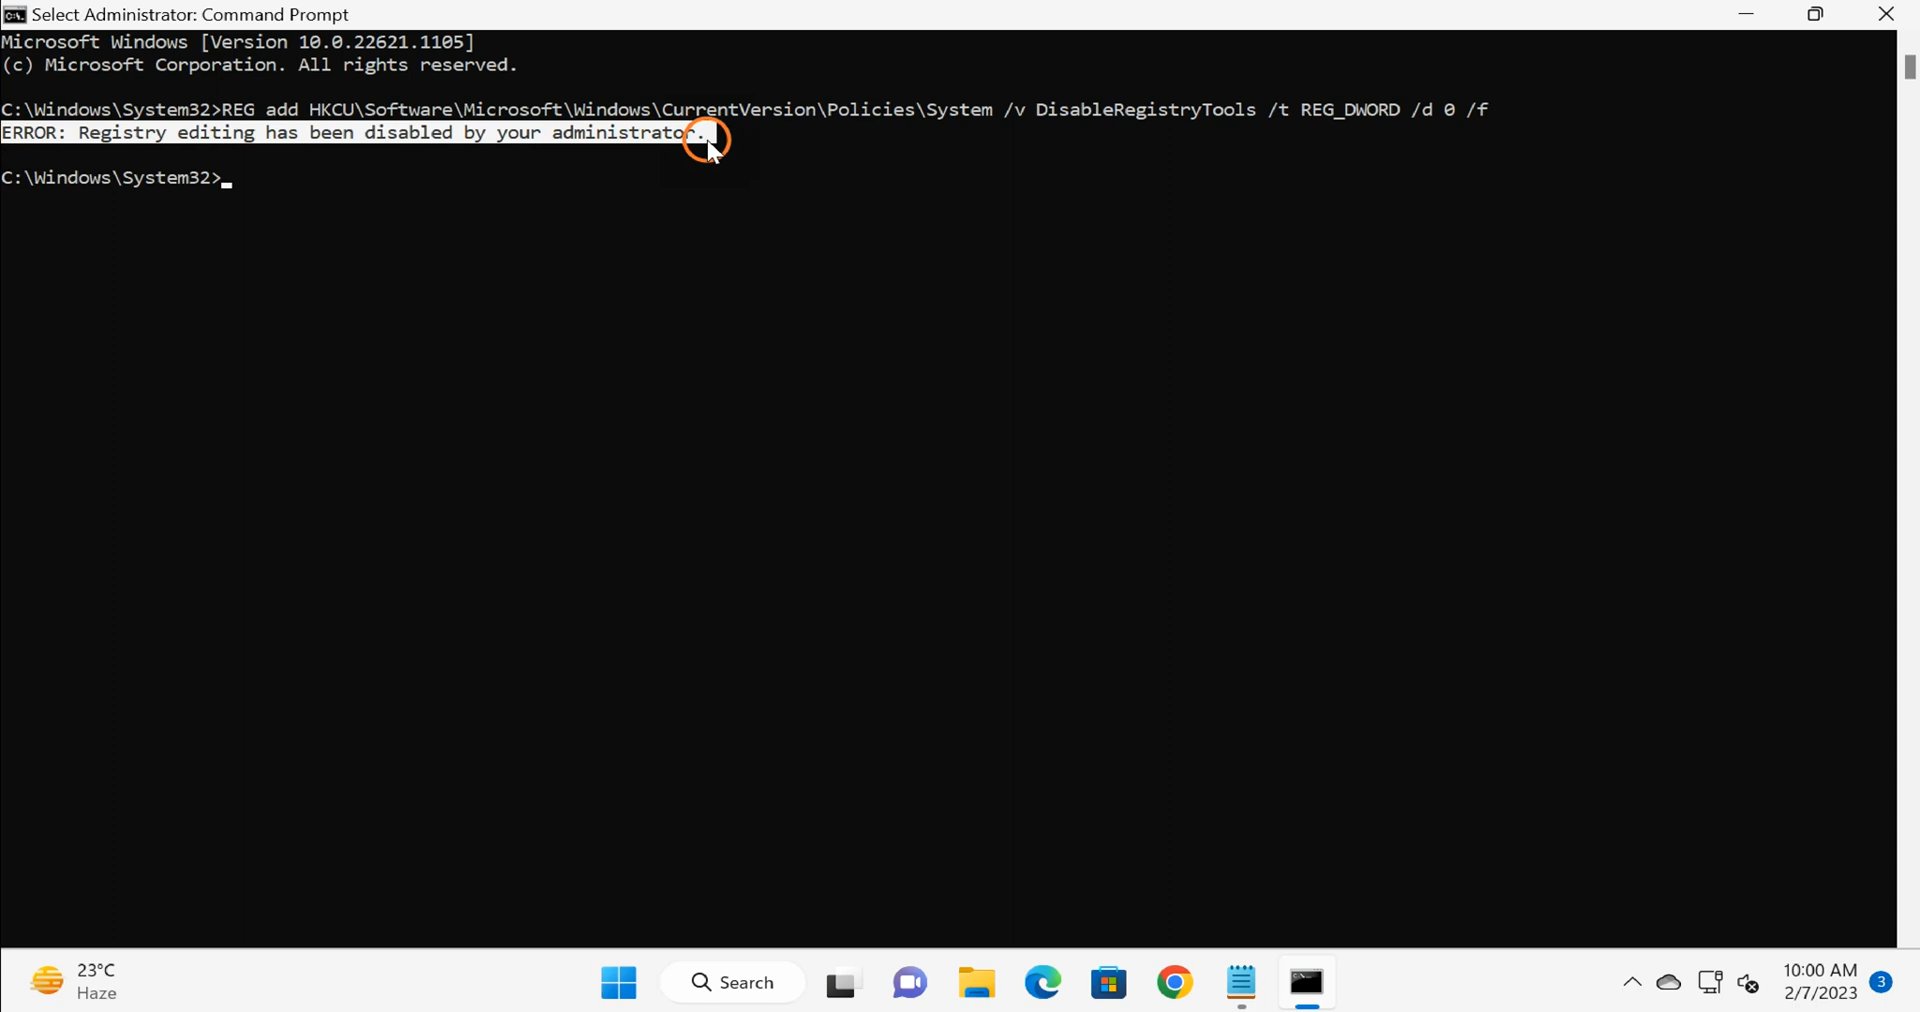 Select Administrator: Command Prompt
Microsoft Windows [Version 10.0.22621.1105]
(c) Microsoft Corporation. All rights reserved.
C:\Windows\System32>REG add HKCU\Software\Microsoft\Windows\CurrentVersion\Policies\System /v DisableRegistryTools /t REG_DWORD /d 0 /f
ERROR: Registry editing has been disabled by your administrator.
C:\Windows\System32>
23°C
Haze
Search
10:00 AM
2/7/2023
3